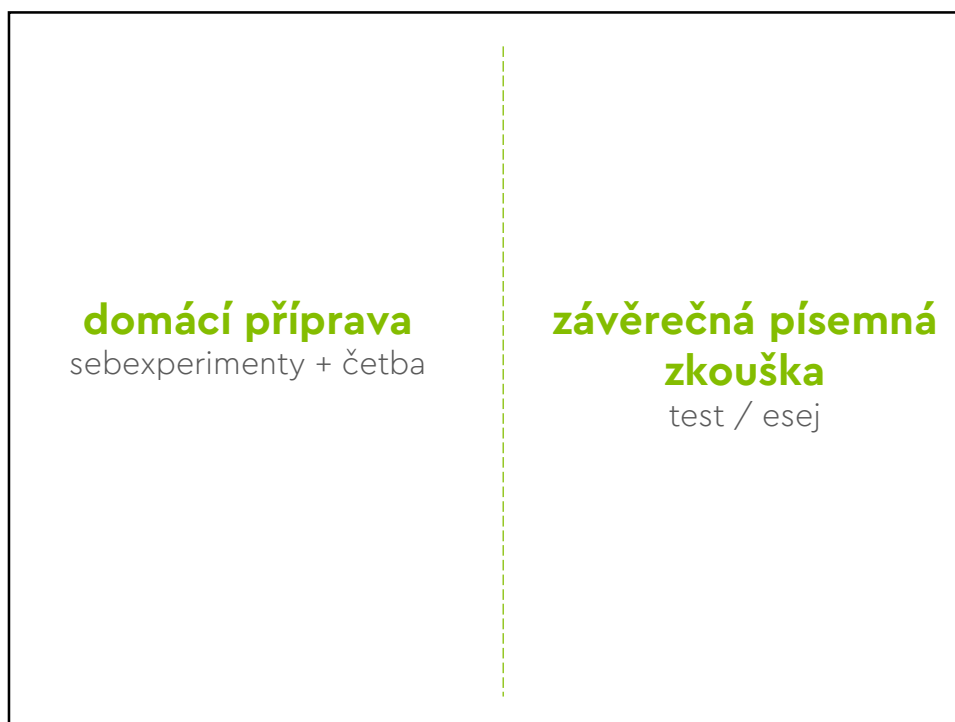 domácí příprava
sebexperimenty + četba
závěrečná písemná
zkouška
test / esej